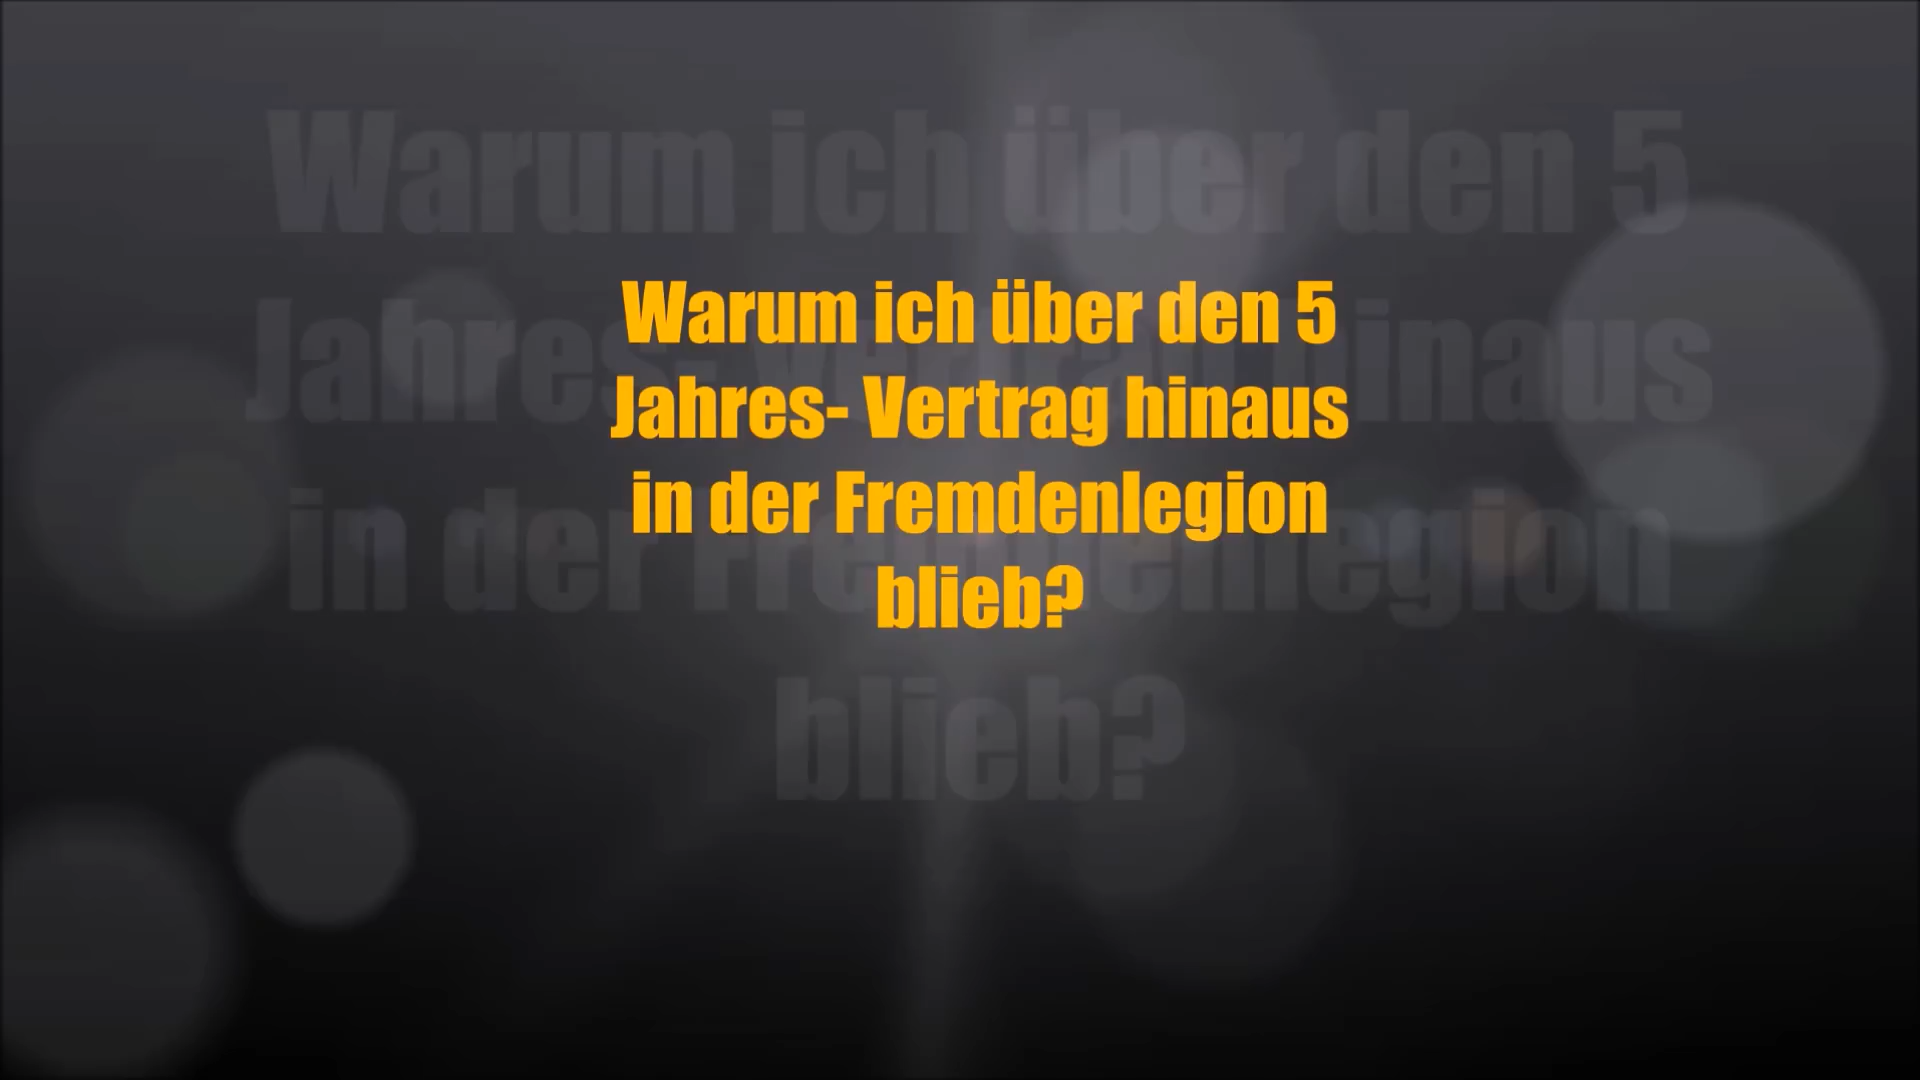 Warum ich über den 5
Jahres- Vertrag hinaus
in der Fremdenlegion
blieb?